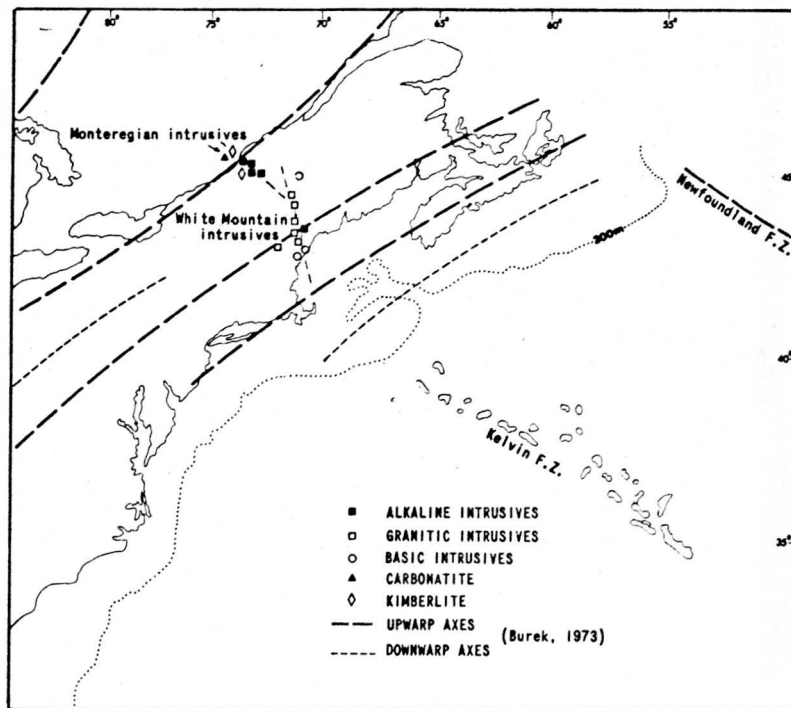 80° 75° 70° 65° 60° 55° 50°
Monteregian intrusives
45°
Newfoundland F.Z.
White Mountain
intrusives
200m
40°
Kelvin F.Z.
ALKALINE INTRUSIVES
GRANITIC INTRUSIVES
35°
BASIC INTRUSIVES
CARBONATITE
KIMBERLITE
UPWARP AXES
(Burek, 1973)
DOWNWARP AXES